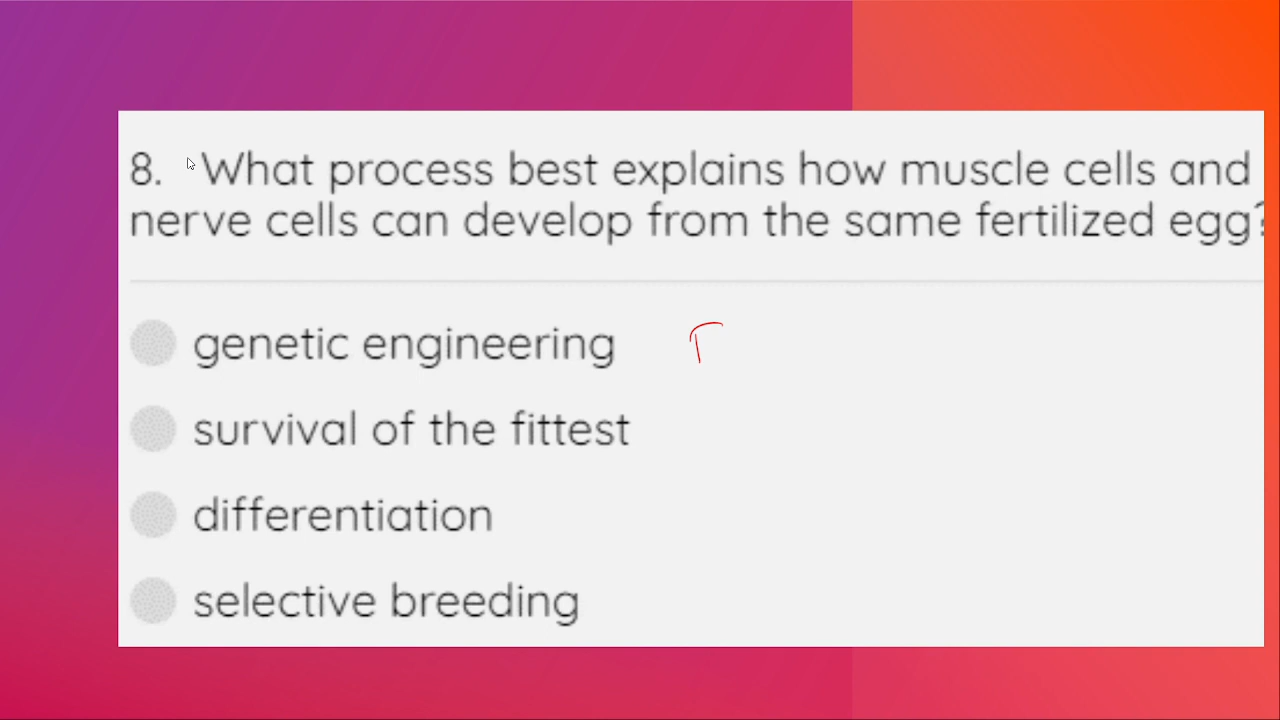 8. What process best explains how muscle cells and
nerve cells can develop from the same fertilized egg?
genetic engineering
survival of the fittest
differentiation
selective breeding